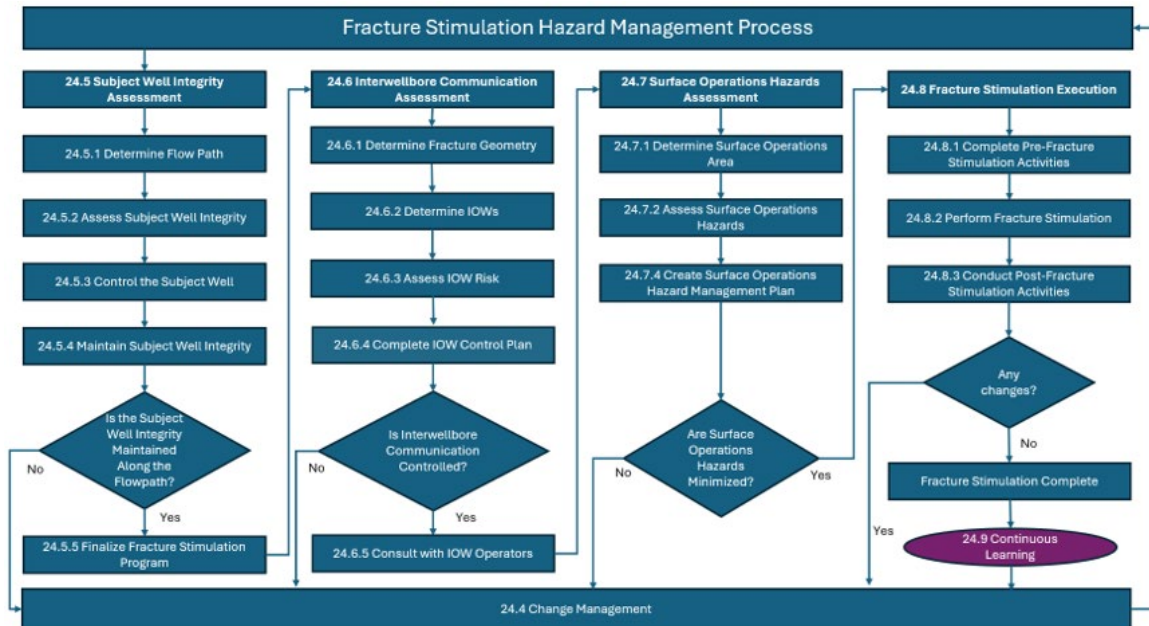 Fracture Stimulation Hazard Management Process
24.5 Subject Well Integrity
Assessment
24.5.1 Determine Flow Path
24.5.2 Assess Subject Well Integrity
24.5.3 Control the Subject Well
24.5.4 Maintain Subject Well Integrity
Is the Subject
Well Integrity
Maintained
Along the
Flowpath?
No
Yes
24.5.5 Finalize Fracture Stimulation
Program
24.6 Interwellbore Communication
Assessment
24.6.1 Determine Fracture Geometry
24.6.2 Determine IOWs
24.6.3 Assess IOW Risk
24.6.4 Complete IOW Control Plan
Is Interwellbore
Communication
Controlled?
No
Yes
24.6.5 Consult with IOW Operators
24.7 Surface Operations Hazards
Assessment
24.7.1 Determine Surface Operations
Area
24.7.2 Assess Surface Operations
Hazards
24.7.4 Create Surface Operations
Hazard Management Plan
Are Surface
Operations
Hazards
Minimized?
No
Yes
24.8 Fracture Stimulation Execution
24.8.1 Complete Pre-Fracture
Stimulation Activities
24.8.2 Perform Fracture Stimulation
24.8.3 Conduct Post-Fracture
Stimulation Activities
Any
changes?
No
Yes
Fracture Stimulation Complete
24.9 Continuous
Learning
24.4 Change Management